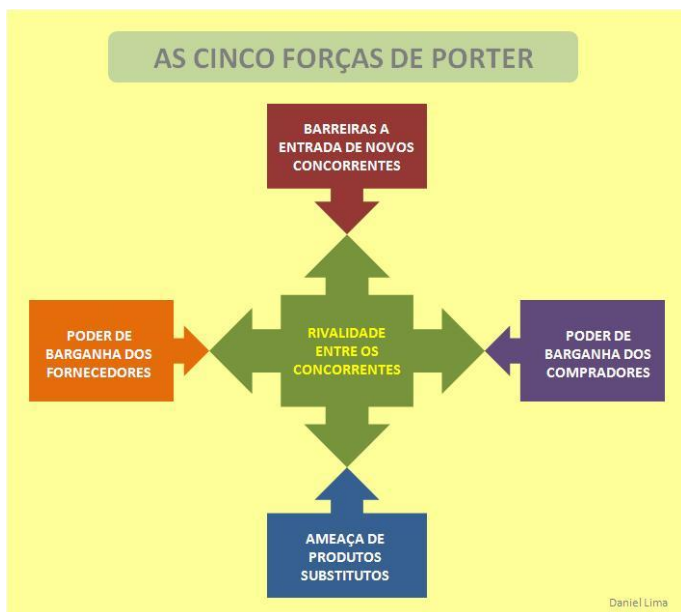 AS CINCO FORÇAS DE PORTER
BARREIRAS A
ENTRADA DE NOVOS
CONCORRENTES
PODER DE
BARGANHA DOS
FORNECEDORES
RIVALIDADE
ENTRE OS
CONCORRENTES
PODER DE
BARGANHA DOS
COMPRADORES
AMEAÇA DE
PRODUTOS
SUBSTITUTOS
Daniel Lima